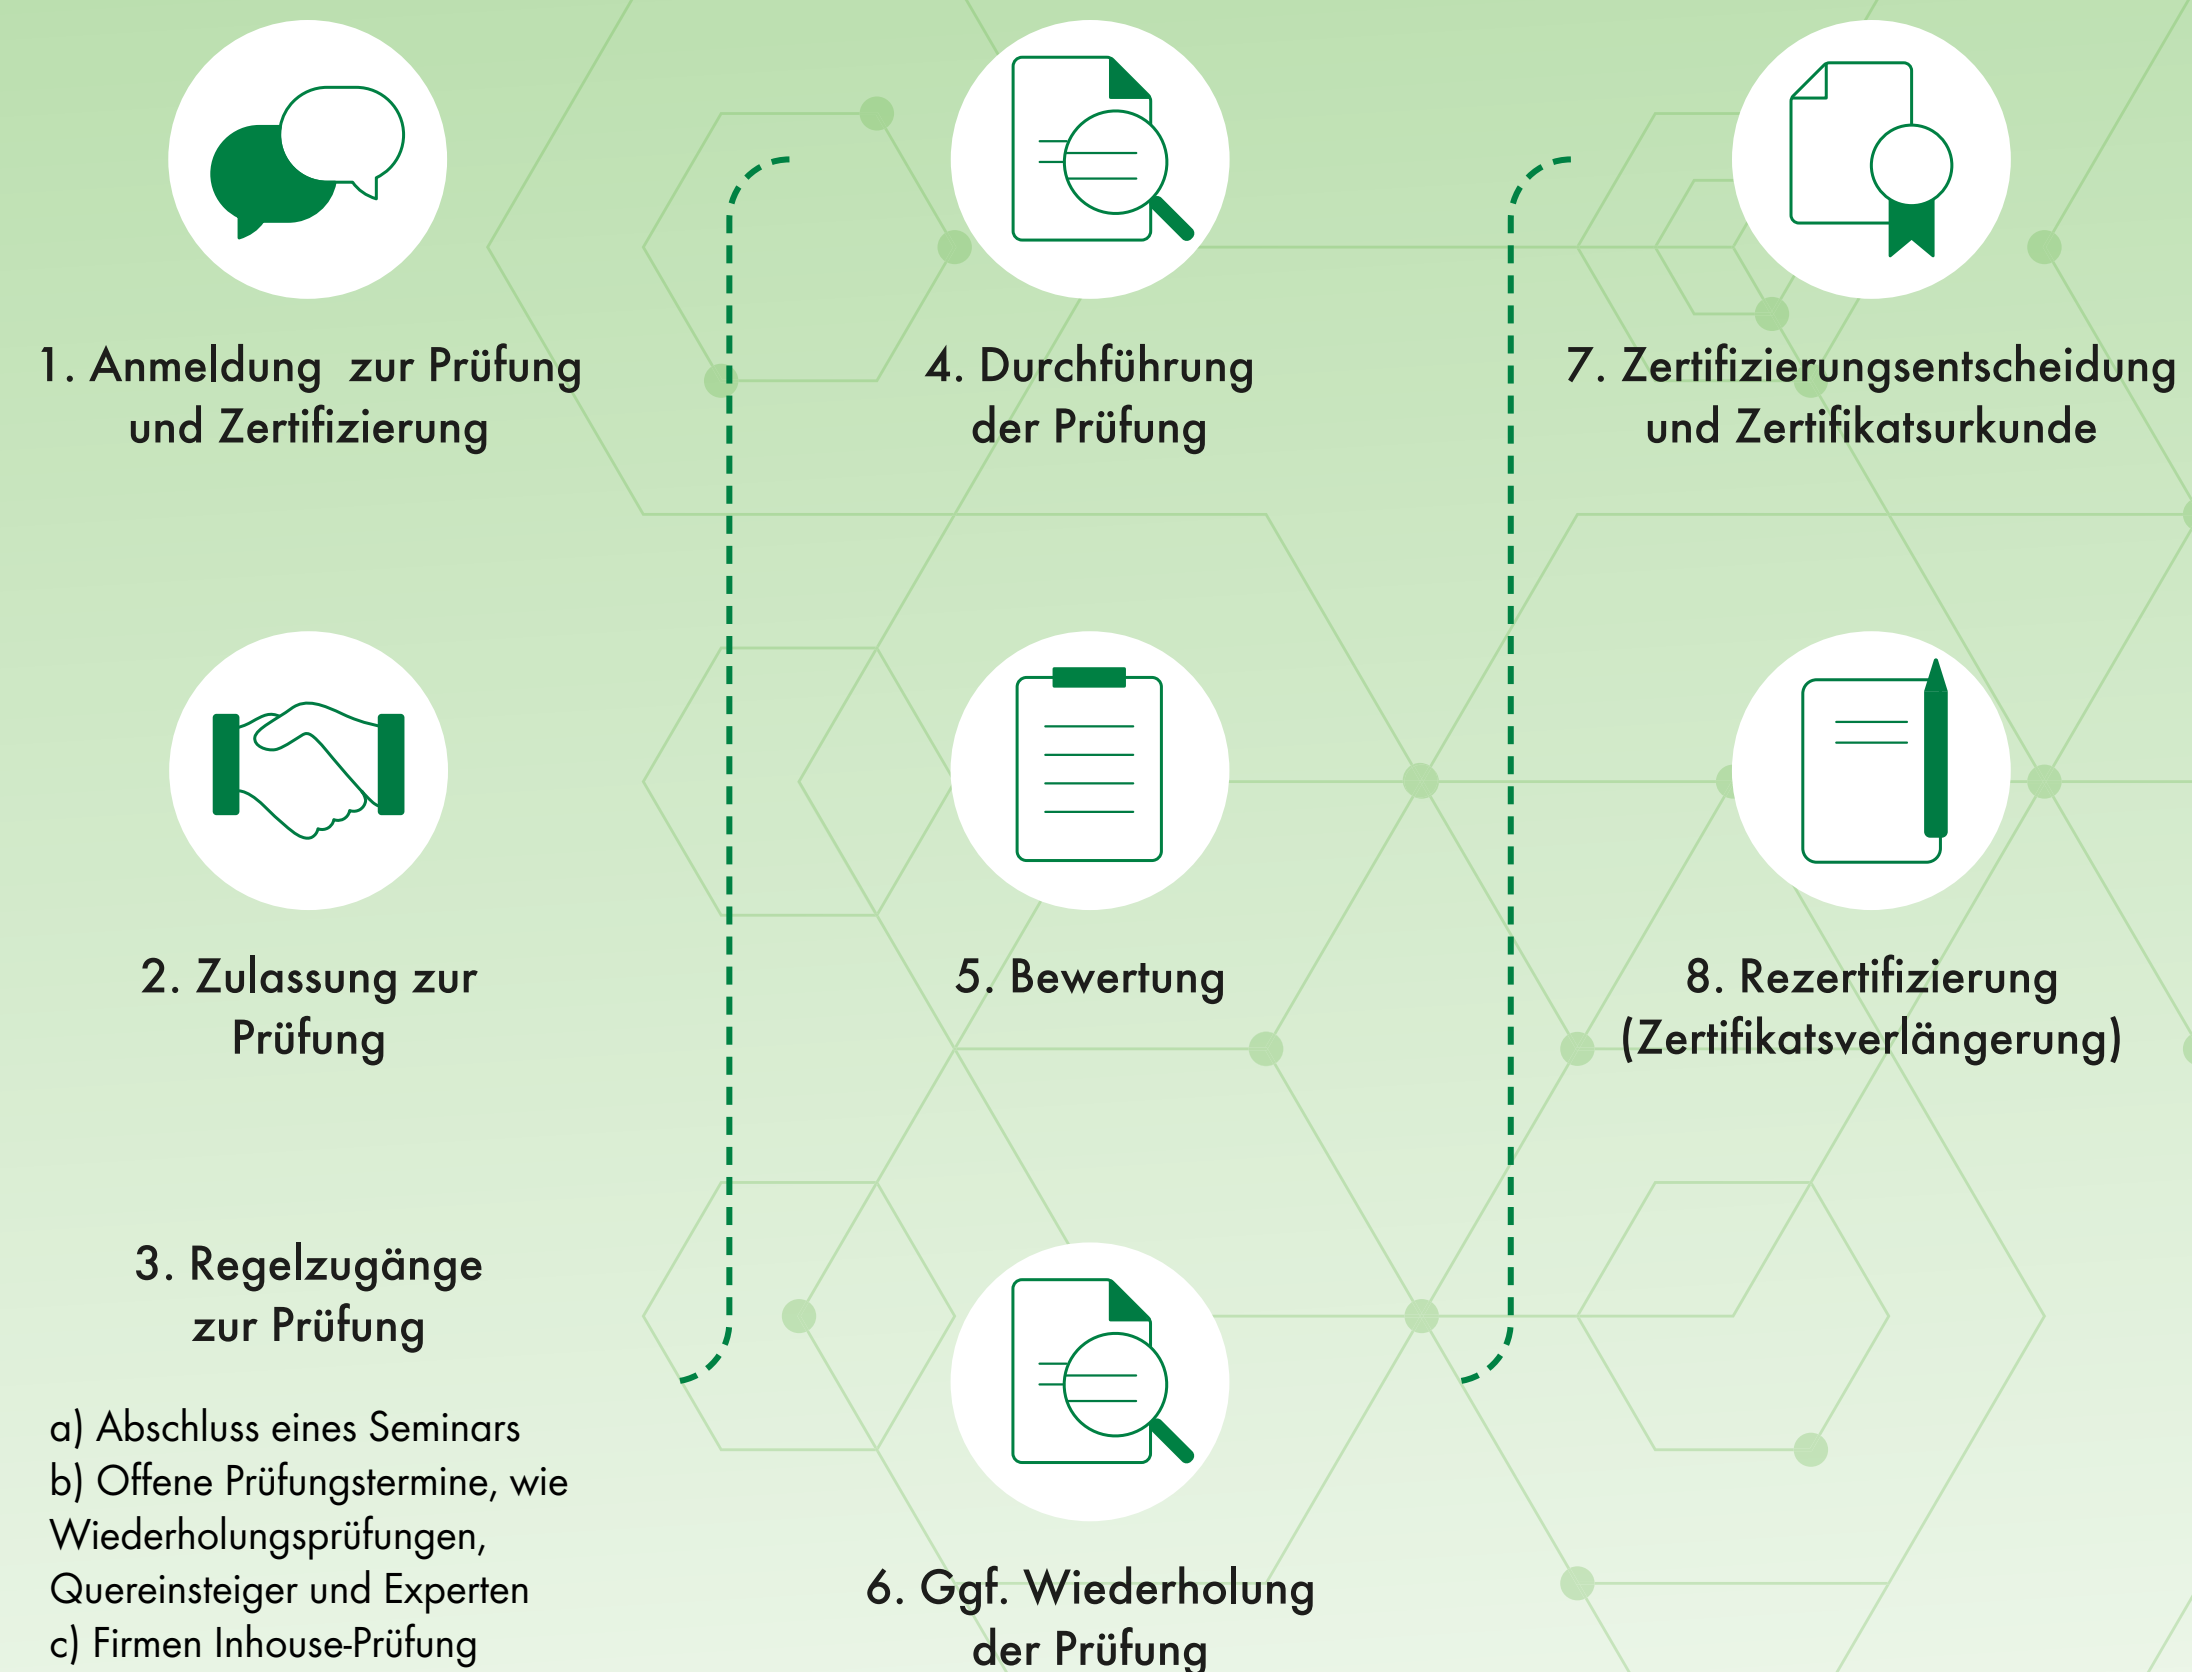 1. Anmeldung zur Prüfung
und Zertifizierung
2. Zulassung zur
Prüfung
3. Regelzugänge
zur Prüfung
a) Abschluss eines Seminars
b) Offene Prüfungstermine, wie
Wiederholungsprüfungen,
Quereinsteiger und Experten
c) Firmen Inhouse-Prüfung
4. Durchführung
der Prüfung
5. Bewertung
6. Ggf. Wiederholung
der Prüfung
7. Zertifizierungsentscheidung
und Zertifikatsurkunde
8. Rezertifizierung
(Zertifikatsverlängerung)